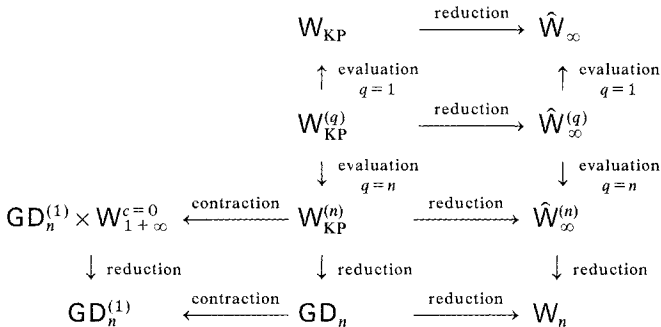 W_KP reduction Ŵ_∞
evaluation q = 1 evaluation q = 1
W_KP^(q) reduction Ŵ_∞^(q)
evaluation q = n evaluation q = n
GD_n^(1) × W_{1+∞}^{c=0} contraction W_KP^(n) reduction Ŵ_∞^(n)
reduction reduction reduction
GD_n^(1) contraction GD_n reduction W_n